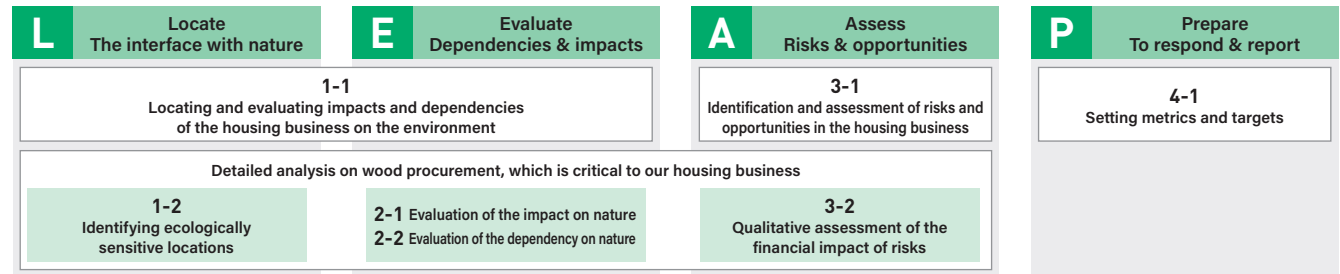 L
Locate
The interface with nature
E
Evaluate
Dependencies & impacts
A
Assess
Risks & opportunities
P
Prepare
To respond & report
1-1
Locating and evaluating impacts and dependencies
of the housing business on the environment
3-1
Identification and assessment of risks and
opportunities in the housing business
4-1
Setting metrics and targets
Detailed analysis on wood procurement, which is critical to our housing business
1-2
Identifying ecologically
sensitive locations
2-1 Evaluation of the impact on nature
2-2 Evaluation of the dependency on nature
3-2
Qualitative assessment of the
financial impact of risks